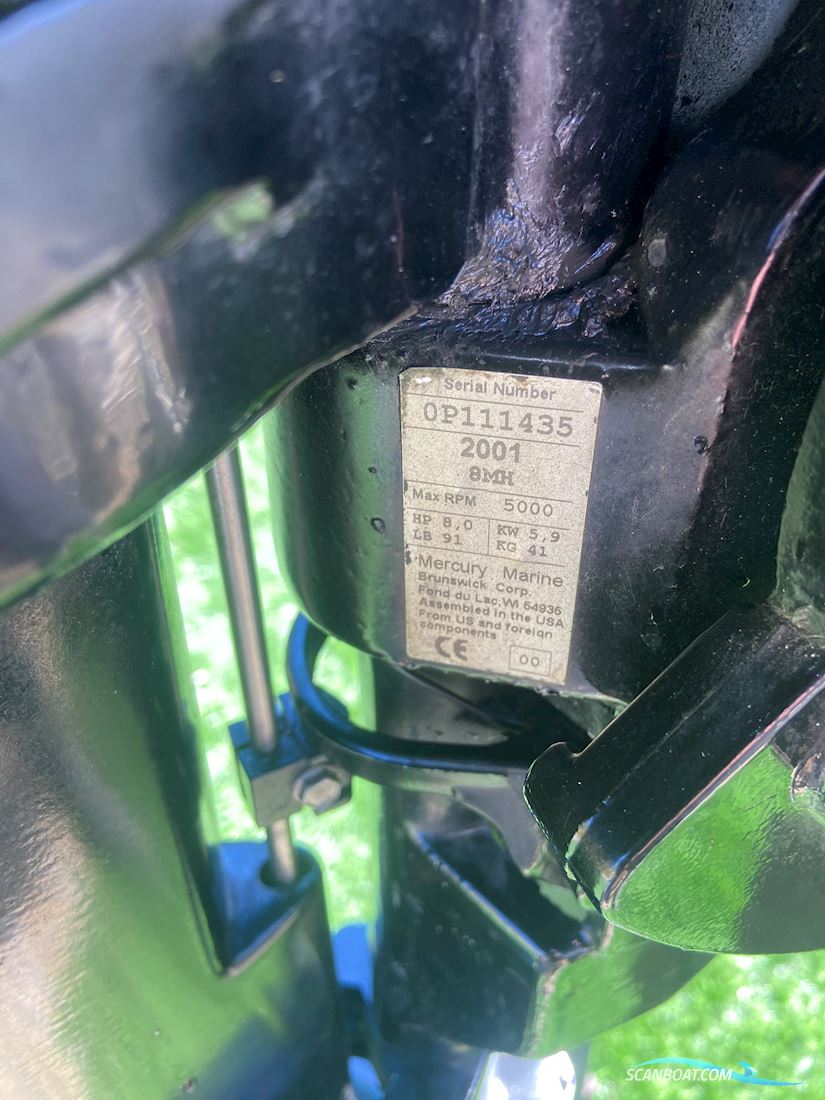 Serial Number
0P111435
2001
8MH
Max RPM 5000
HP 8,0 KW 5,9
LB 91 KG 41
Mercury Marine
Brunswick Corp.
Fond du Lac,WI 54935
Assembled in the USA
From US and foreign
components
CE 00
SCANBOAT.COM